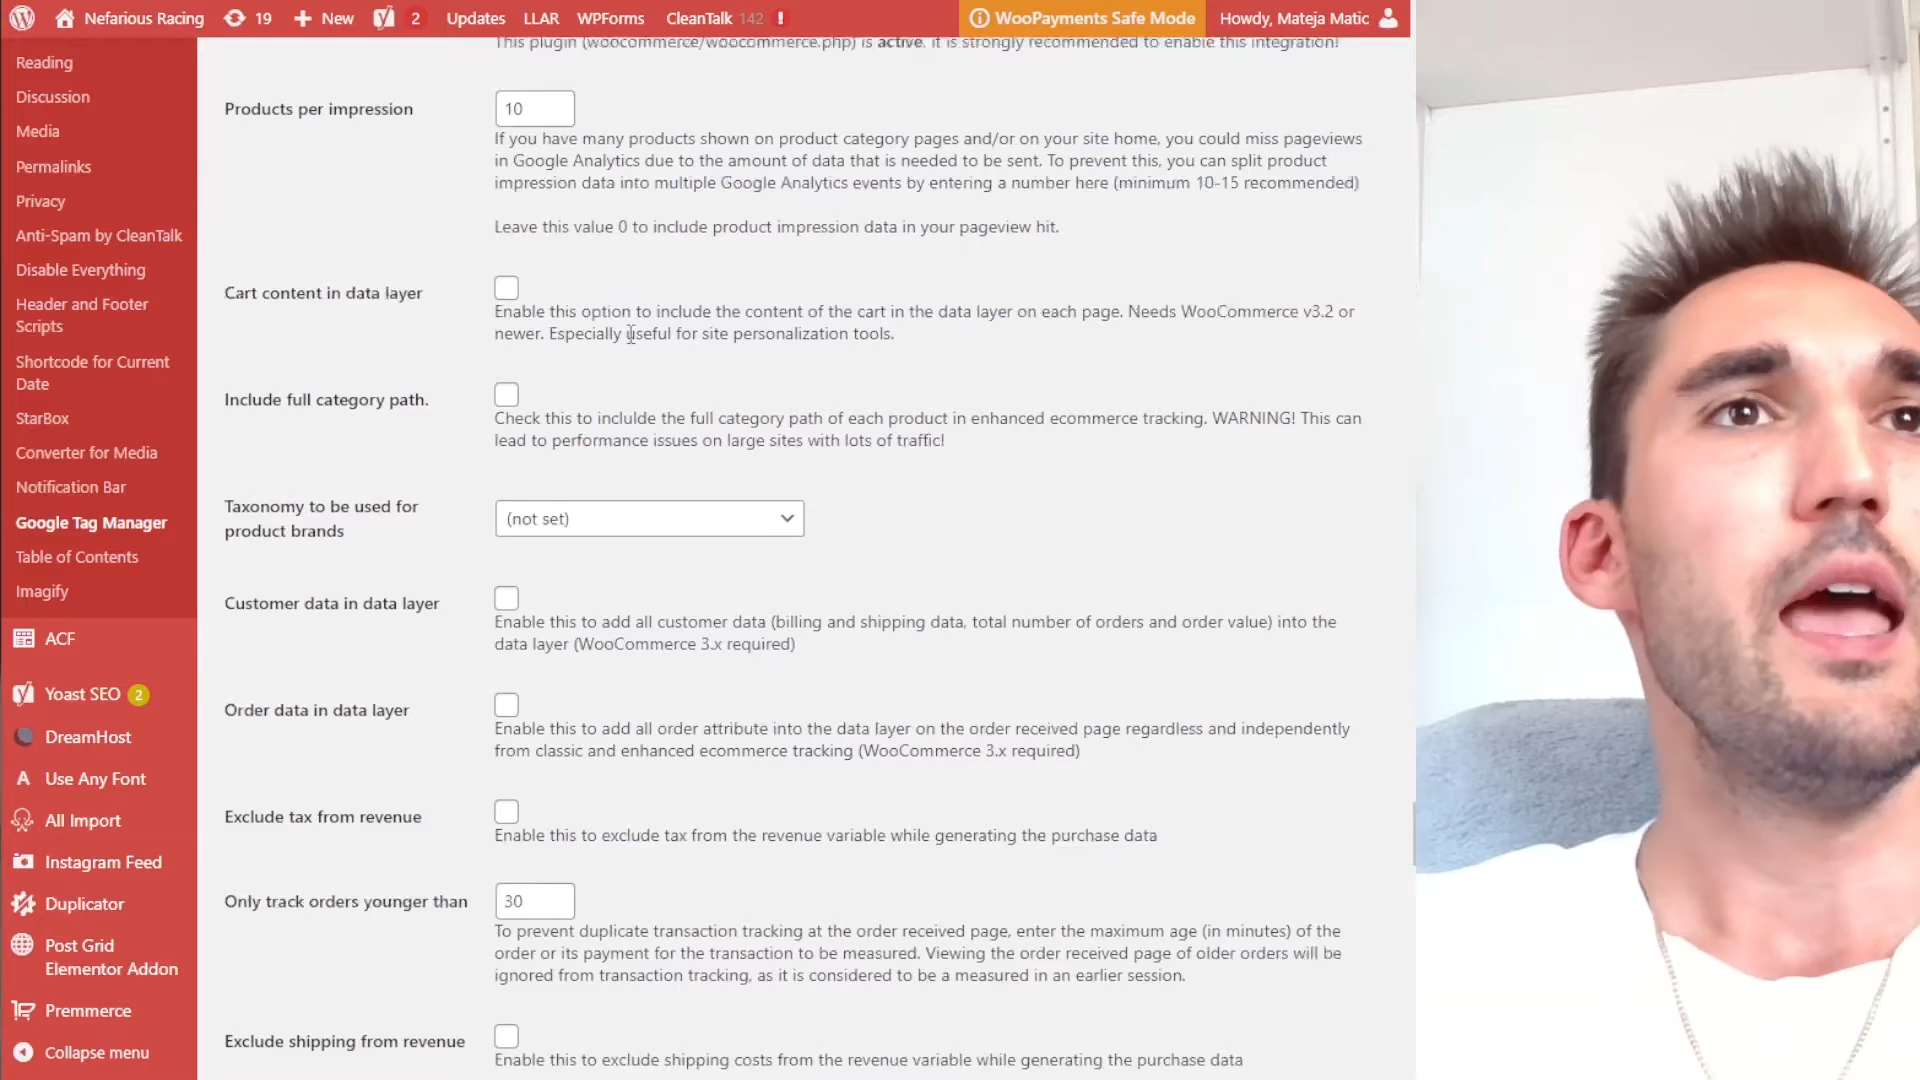 Nefarious Racing
19
New
2
Updates
LLAR
WPForms
CleanTalk 142 !
WooPayments Safe Mode
Howdy, Mateja Matic
Reading
Discussion
Media
Permalinks
Privacy
Anti-Spam by CleanTalk
Disable Everything
Header and Footer
Scripts
Shortcode for Current
Date
StarBox
Converter for Media
Notification Bar
Google Tag Manager
Table of Contents
Imagify
ACF
Yoast SEO 2
DreamHost
Use Any Font
All Import
Instagram Feed
Duplicator
Post Grid
Elementor Addon
Premmerce
Collapse menu
This plugin (woocommerce/woocommerce.php) is active, it is strongly recommended to enable this integration!
Products per impression
10
If you have many products shown on product category pages and/or on your site home, you could miss pageviews
in Google Analytics due to the amount of data that is needed to be sent. To prevent this, you can split product
impression data into multiple Google Analytics events by entering a number here (minimum 10-15 recommended)
Leave this value 0 to include product impression data in your pageview hit.
Cart content in data layer
Enable this option to include the content of the cart in the data layer on each page. Needs WooCommerce v3.2 or
newer. Especially useful for site personalization tools.
Include full category path.
Check this to inclulde the full category path of each product in enhanced ecommerce tracking. WARNING! This can
lead to performance issues on large sites with lots of traffic!
Taxonomy to be used for
product brands
(not set)
Customer data in data layer
Enable this to add all customer data (billing and shipping data, total number of orders and order value) into the
data layer (WooCommerce 3.x required)
Order data in data layer
Enable this to add all order attribute into the data layer on the order received page regardless and independently
from classic and enhanced ecommerce tracking (WooCommerce 3.x required)
Exclude tax from revenue
Enable this to exclude tax from the revenue variable while generating the purchase data
Only track orders younger than
30
To prevent duplicate transaction tracking at the order received page, enter the maximum age (in minutes) of the
order or its payment for the transaction to be measured. Viewing the order received page of older orders will be
ignored from transaction tracking, as it is considered to be a measured in an earlier session.
Exclude shipping from revenue
Enable this to exclude shipping costs from the revenue variable while generating the purchase data